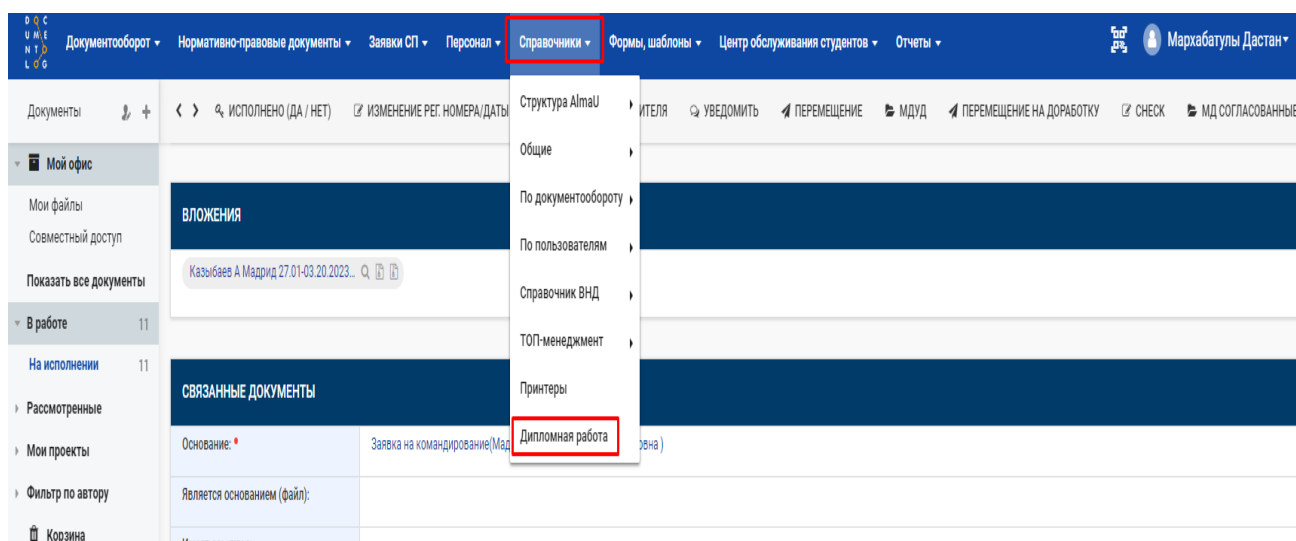 DOC
UME
NTO
LOG
Документооборот
Нормативно-правовые документы
Заявки СП
Персонал
Справочники
Формы, шаблоны
Центр обслуживания студентов
Отчеты
Мархабатулы Дастан
Документы
ИСПОЛНЕНО (ДА / НЕТ)
ИЗМЕНЕНИЕ РЕГ. НОМЕРА/ДАТЫ
ИТЕЛЯ
УВЕДОМИТЬ
ПЕРЕМЕЩЕНИЕ
МДУД
ПЕРЕМЕЩЕНИЕ НА ДОРАБОТКУ
CHECK
МД СОГЛАСОВАННЫЕ
Мой офис
Мои файлы
Совместный доступ
Показать все документы
В работе 11
На исполнении 11
Рассмотренные
Мои проекты
Фильтр по автору
Корзина
Структура AlmaU
Общие
По документообороту
По пользователям
Справочник ВНД
ТОП-менеджмент
Принтеры
Дипломная работа
ВЛОЖЕНИЯ
Казыбаев А Мадрид 27.01-03.20.2023...
СВЯЗАННЫЕ ДОКУМЕНТЫ
Основание: Заявка на командирование(Мад овна )
Является основанием (файл):